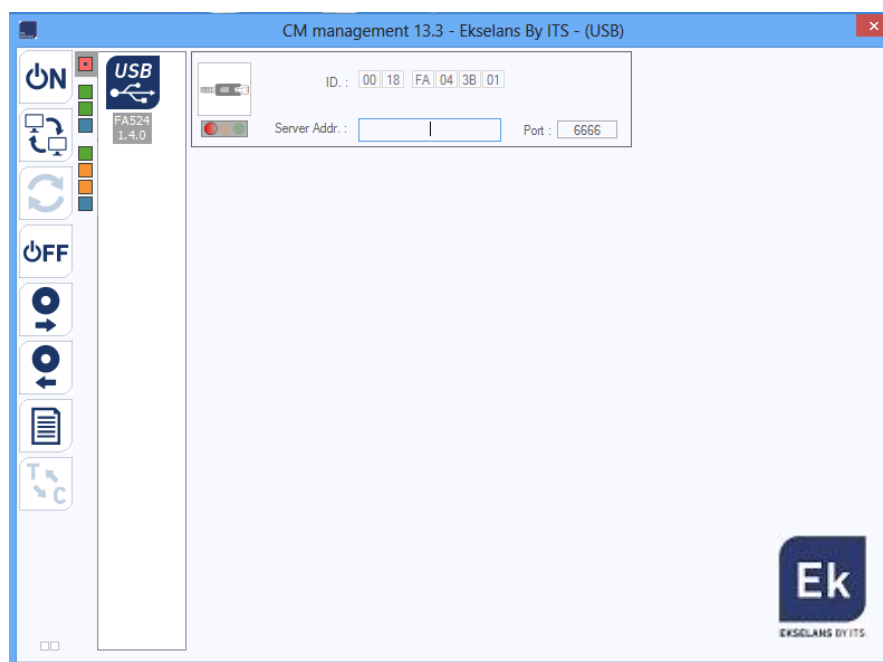 CM management 13.3 - Ekselans By ITS - (USB)
ON
USB
FA524
1.4.0
ID. : 00 18 FA 04 3B 01
Server Addr. :
Port : 6666
OFF
T
C
Ek
EKSELANS BY ITS